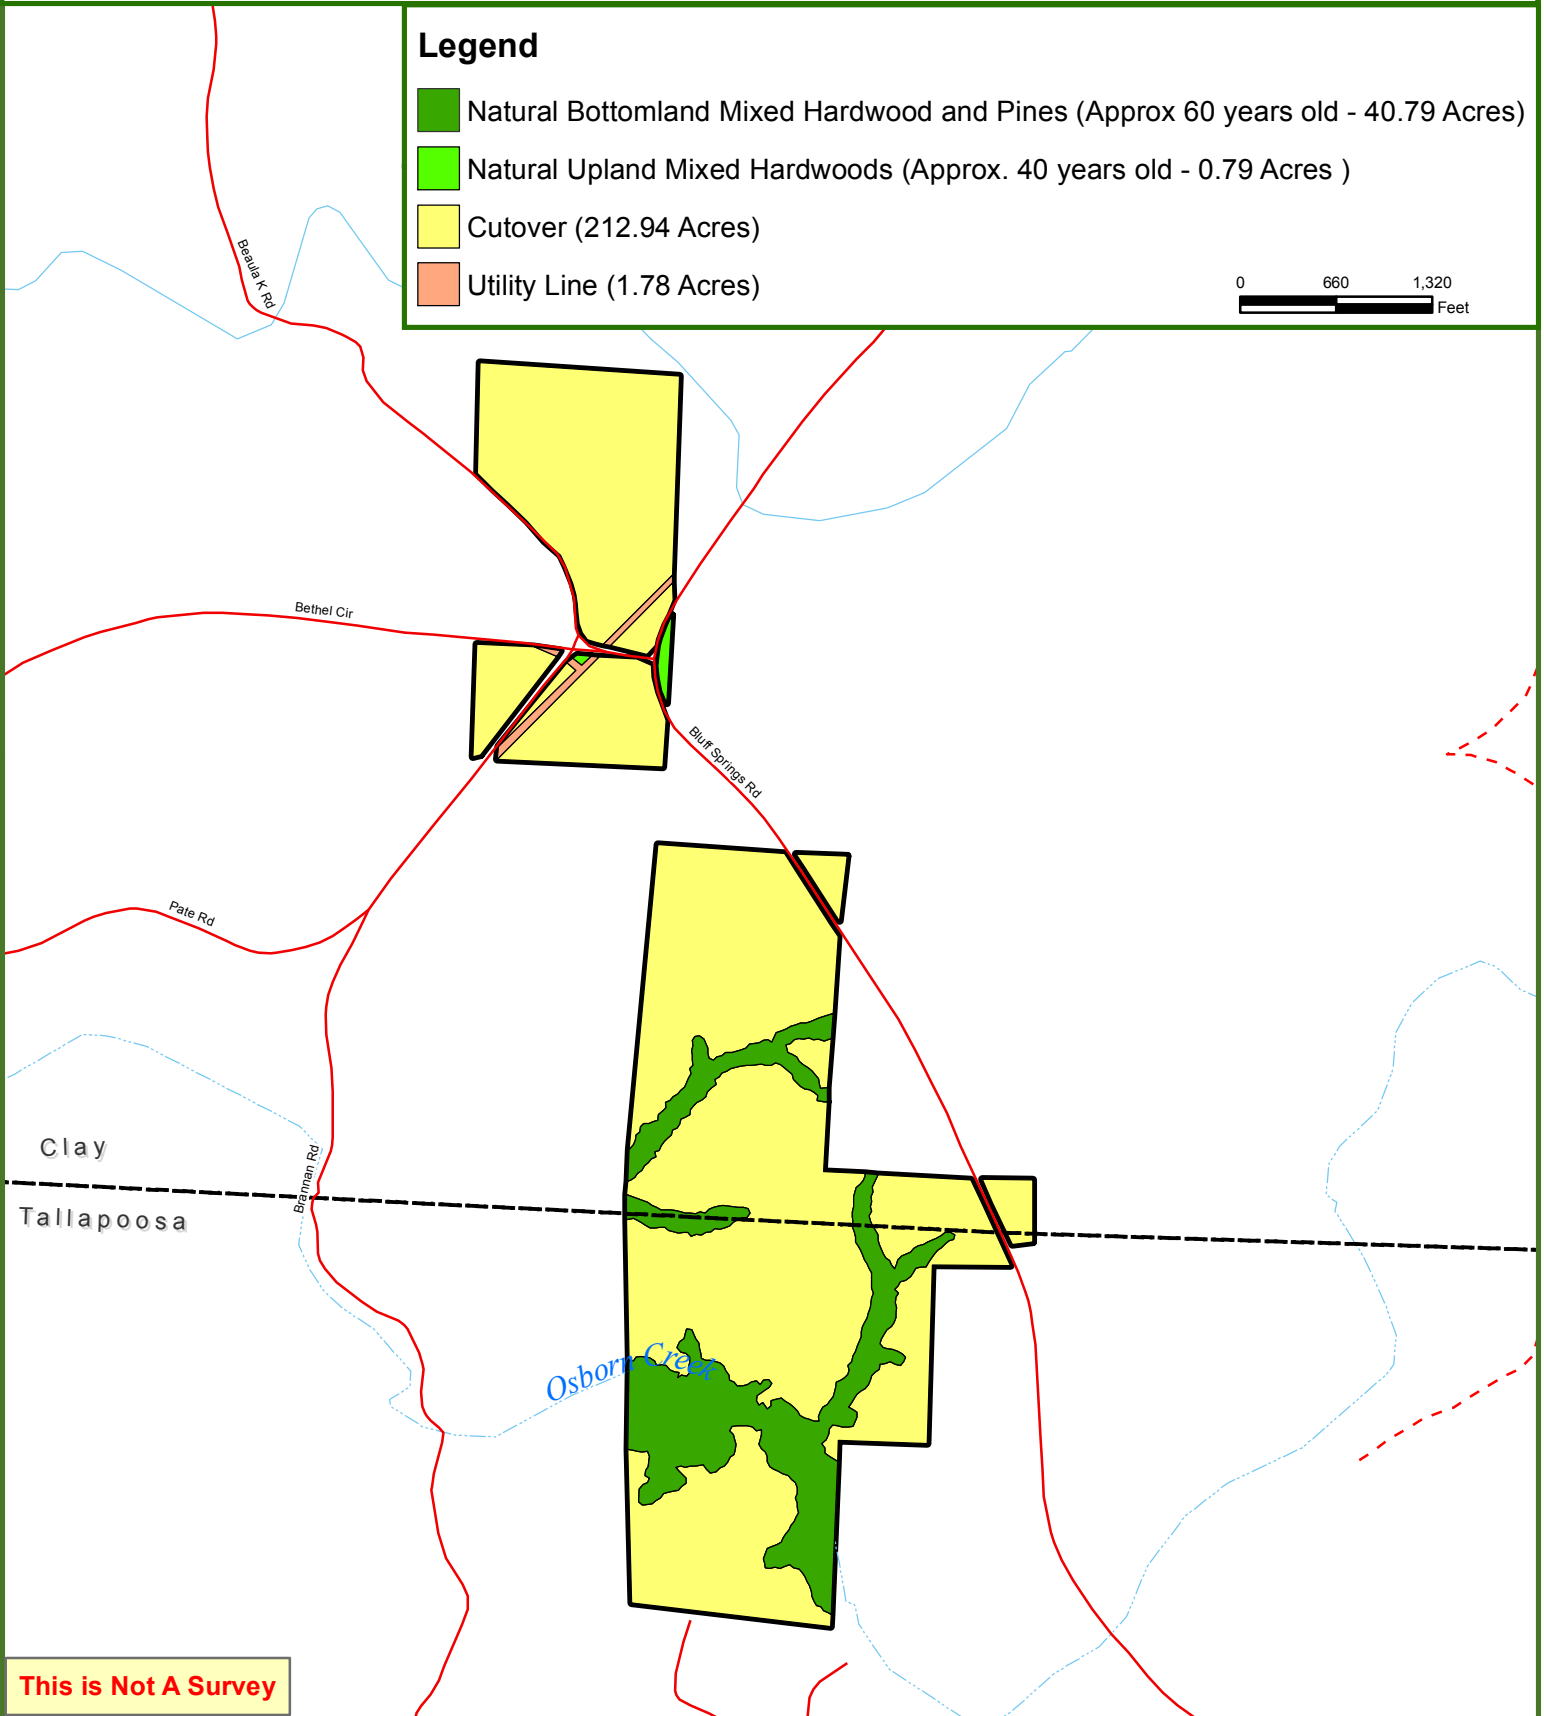 Legend
Natural Bottomland Mixed Hardwood and Pines (Approx 60 years old - 40.79 Acres)
Natural Upland Mixed Hardwoods (Approx. 40 years old - 0.79 Acres )
Cutover (212.94 Acres)
Utility Line (1.78 Acres)
0 660 1,320
Feet
Beaula K Rd
Bethel Cir
Bluff Springs Rd
Pate Rd
Clay
Brannan Rd
Tallapoosa
Osborn Creek
This is Not A Survey